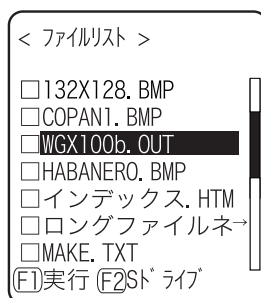 < ファイルリスト >
□132X128.BMP
□COPAN1.BMP
□WGX100b.OUT
□HABANERO.BMP
□インデックス.HTM
□ロングファイルネ→
□MAKE.TXT
F1実行 F2Sドライブ